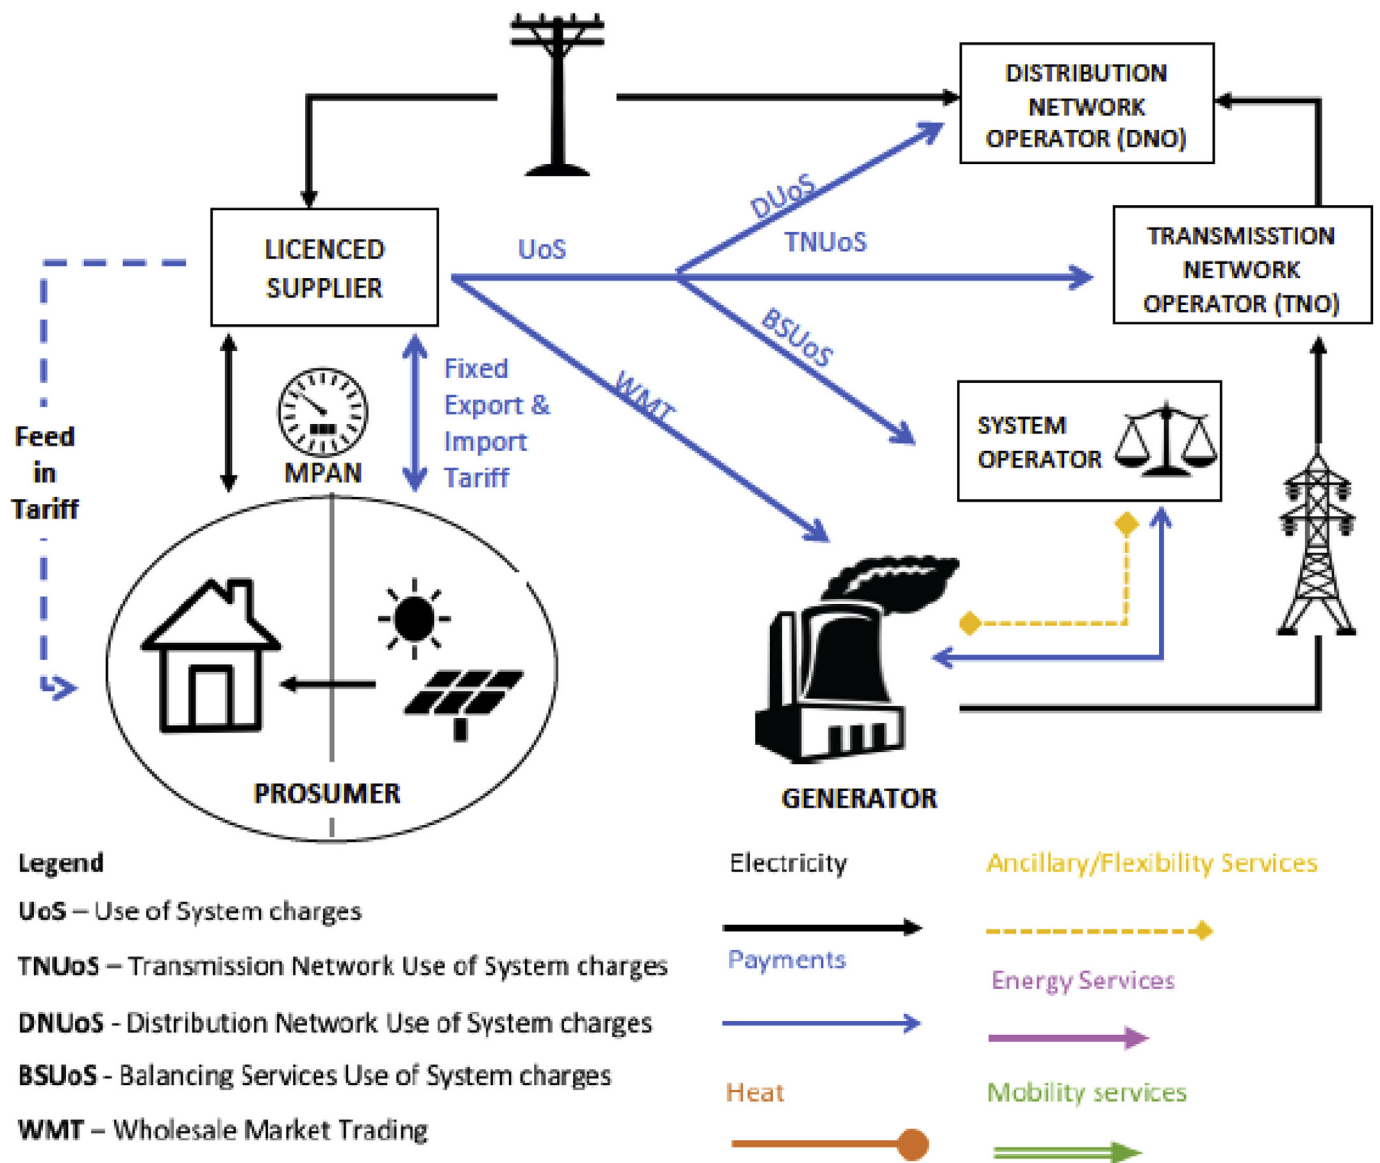 DISTRIBUTION
NETWORK
OPERATOR (DNO)
LICENCED
SUPPLIER
UoS
DUoS
TNUoS
BSUoS
WMT
TRANSMISSTION
NETWORK
OPERATOR (TNO)
Fixed
Export &
Import
Tariff
MPAN
Feed
in
Tariff
SYSTEM
OPERATOR
PROSUMER
GENERATOR
Legend
UoS – Use of System charges
TNUoS – Transmission Network Use of System charges
DNUoS - Distribution Network Use of System charges
BSUoS - Balancing Services Use of System charges
WMT – Wholesale Market Trading
Electricity
Payments
Heat
Ancillary/Flexibility Services
Energy Services
Mobility services